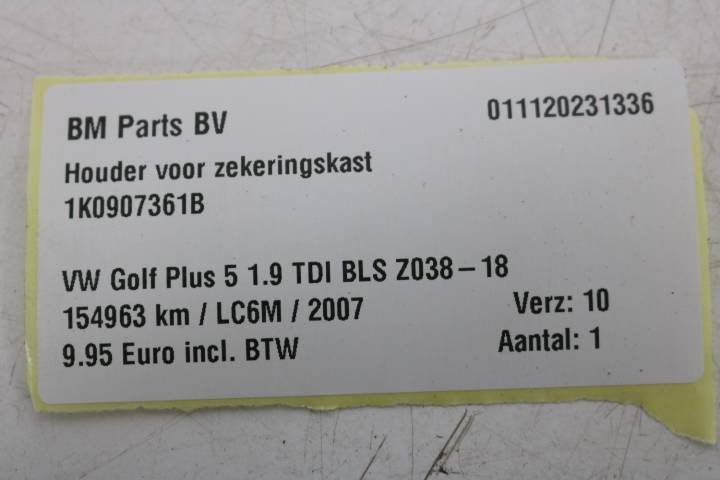 BM Parts BV 011120231336
Houder voor zekeringskast
1K0907361B
VW Golf Plus 5 1.9 TDI BLS Z038 – 18
154963 km / LC6M / 2007 Verz: 10
9.95 Euro incl. BTW Aantal: 1